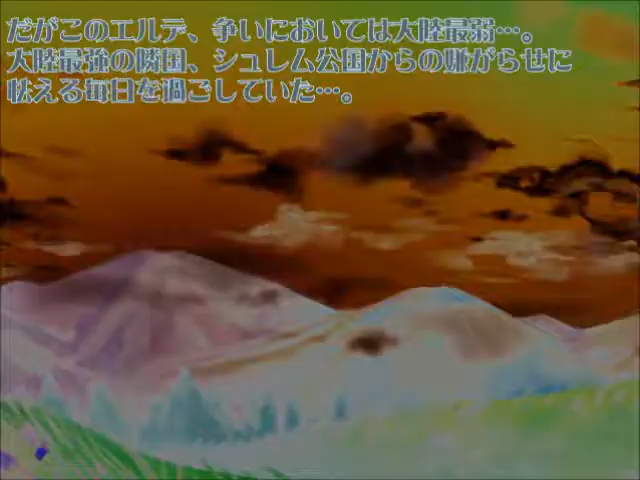 だがこのエルデ、争いにおいては大陸最弱…。
大陸最強の隣国、シュレム公国からの嫌がらせに
怯える毎日を過ごしていた…。